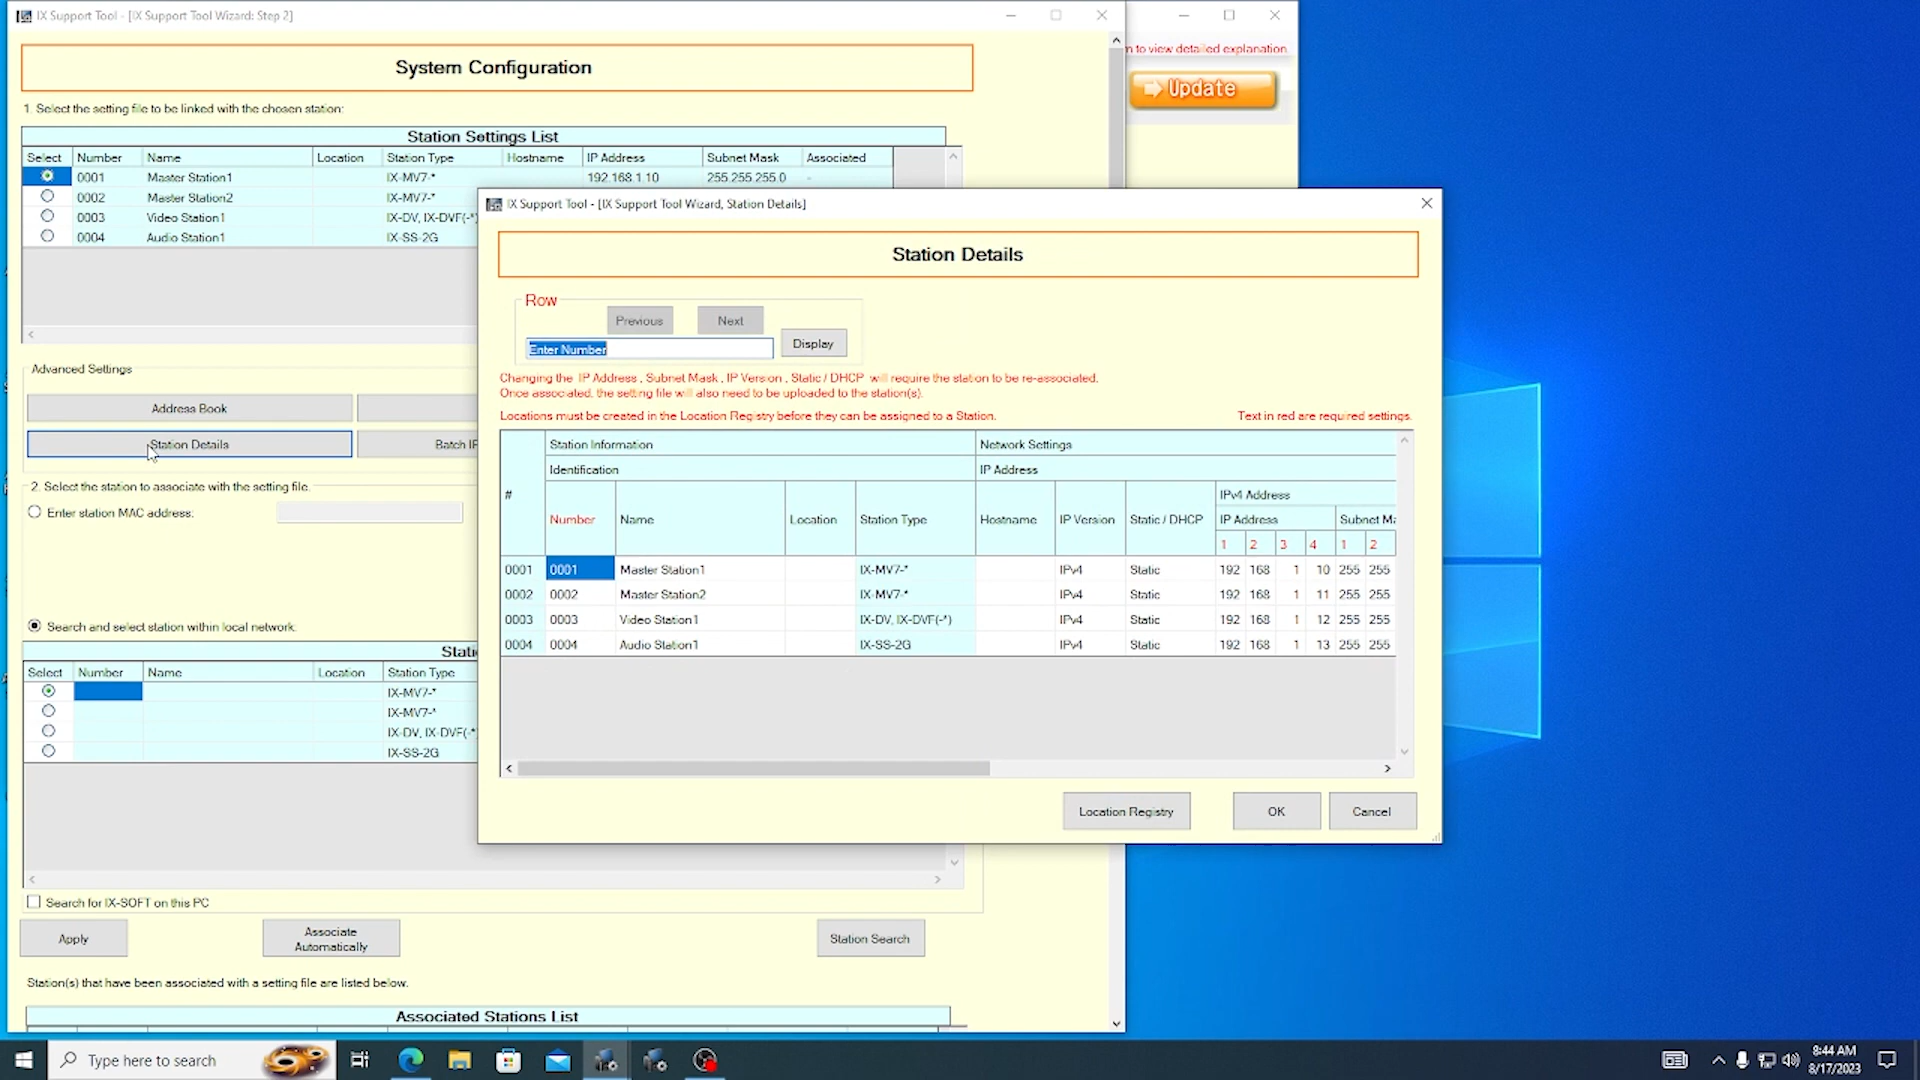 IX Support Tool - [IX Support Tool Wizard: Step 2]
System Configuration
n to view detailed explanation.
Update
1. Select the setting file to be linked with the chosen station:
Station Settings List
Select Number Name Location Station Type Hostname IP Address Subnet Mask Associated
0001 Master Station1 IX-MV7-* 192.168.1.10 255.255.255.0 -
0002 Master Station2 IX-MV7-*
0003 Video Station1 IX-DV, IX-DVF(-*
0004 Audio Station1 IX-SS-2G
Advanced Settings
Address Book
Station Details Batch IP
2. Select the station to associate with the setting file.
Enter station MAC address:
Search and select station within local network.
Stati
Select Number Name Location Station Type
IX-MV7-*
IX-MV7-*
IX-DV, IX-DVF(-*
IX-SS-2G
Search for IX-SOFT on this PC
Apply
Associate
Automatically
Station Search
Station(s) that have been associated with a setting file are listed below.
Associated Stations List
IX Support Tool - [IX Support Tool Wizard, Station Details]
Station Details
Row
Previous Next
Enter Number Display
Changing the IP Address , Subnet Mask , IP Version , Static / DHCP will require the station to be re-associated.
Once associated, the setting file will also need to be uploaded to the station(s).
Locations must be created in the Location Registry before they can be assigned to a Station. Text in red are required settings.
Station Information Network Settings
Identification IP Address
# IPv4 Address
Number Name Location Station Type Hostname IP Version Static / DHCP IP Address Subnet Ma
1 2 3 4 1 2
0001 0001 Master Station1 IX-MV7-* IPv4 Static 192 168 1 10 255 255
0002 0002 Master Station2 IX-MV7-* IPv4 Static 192 168 1 11 255 255
0003 0003 Video Station1 IX-DV, IX-DVF(-*) IPv4 Static 192 168 1 12 255 255
0004 0004 Audio Station1 IX-SS-2G IPv4 Static 192 168 1 13 255 255
Location Registry OK Cancel
Type here to search
8:44 AM
8/17/2023